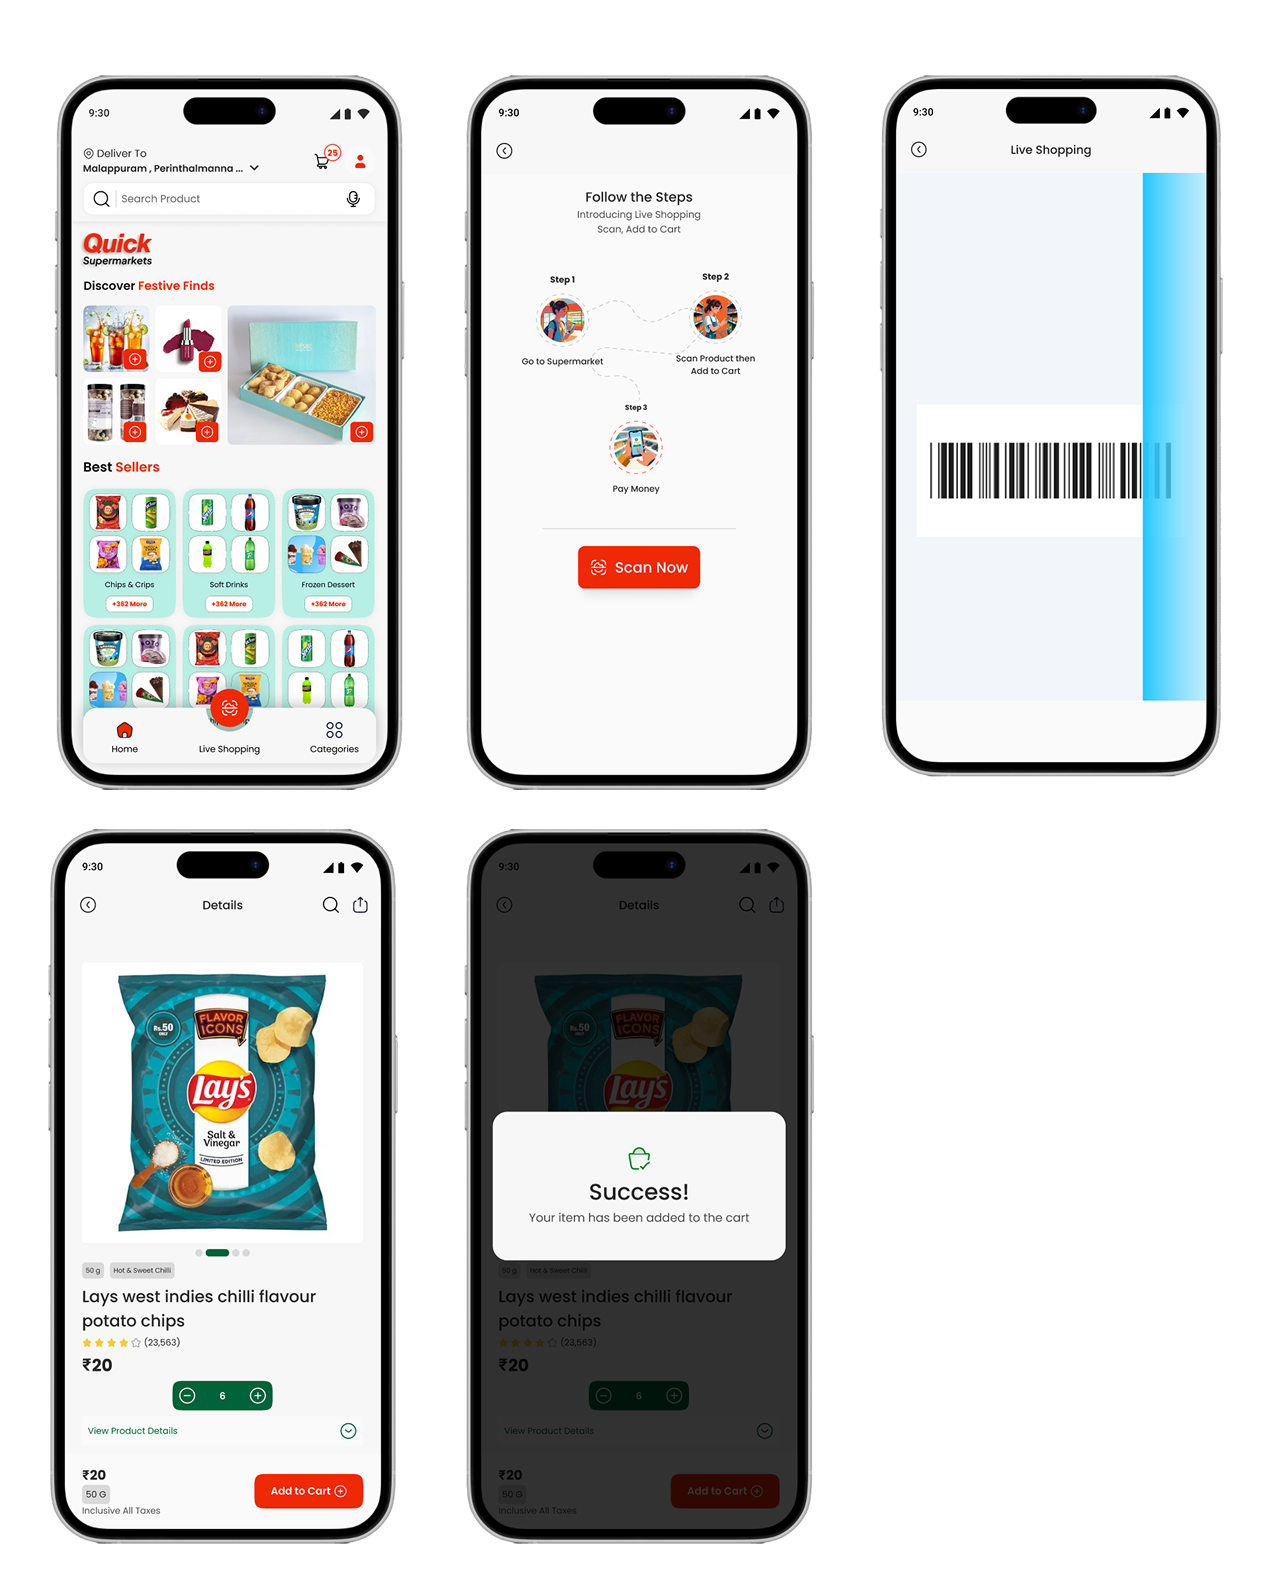 9:30
Deliver To
Malappuram , Perinthalmanna ...
25
Search Product
Quick
Supermarkets
Discover Festive Finds
Best Sellers
Chips & Crips
+362 More
Soft Drinks
+362 More
Frozen Dessert
+362 More
Home
Live Shopping
Categories
9:30
Follow the Steps
Introducing Live Shopping
Scan, Add to Cart
Step 1
Go to Supermarket
Step 2
Scan Product then
Add to Cart
Step 3
Pay Money
Scan Now
9:30
Live Shopping
9:30
Details
Rs.50
FLAVOR
ICONS
Lay's
Salt &
Vinegar
LIMITED EDITION
50 g
Hot & Sweet Chilli
Lays west indies chilli flavour
potato chips
(23,563)
₹20
6
View Product Details
₹20
50 G
Inclusive All Taxes
Add to Cart
9:30
Details
Rs.50
FLAVOR
ICONS
Lay's
Success!
Your item has been added to the cart
50 g
Hot & Sweet Chilli
Lays west indies chilli flavour
potato chips
(23,563)
₹20
6
View Product Details
₹20
50 G
Inclusive All Taxes
Add to Cart